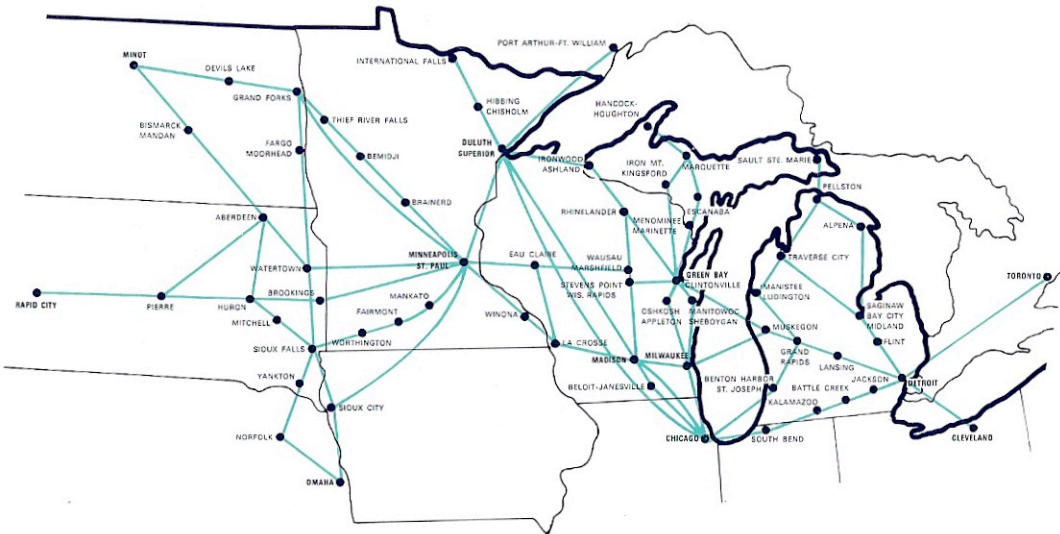 PORT ARTHUR-FT. WILLIAM
MINOT
INTERNATIONAL FALLS
DEVILS LAKE
GRAND FORKS
HIBBING
CHISHOLM
HANCOCK-
HOUGHTON
THIEF RIVER FALLS
BISMARCK
MANDAN
FARGO
MOORHEAD
DULUTH
SUPERIOR
BEMIDJI
IRONWOOD
ASHLAND
IRON MT.
KINGSFORD
MARQUETTE
SAULT STE. MARIE
PELLSTON
BRAINERD
ABERDEEN
RHINELANDER
ESCANABA
MENOMINEE
MARINETTE
ALPENA
MINNEAPOLIS
ST. PAUL
EAU CLAIRE
WATERTOWN
WAUSAU
MARSHFIELD
STEVENS POINT
WIS. RAPIDS
GREEN BAY
CLINTONVILLE
TRAVERSE CITY
TORONTO
RAPID CITY
PIERRE
HURON
BROOKINGS
MANKATO
MANISTEE
LUDINGTON
SAGINAW
BAY CITY
MIDLAND
MITCHELL
FAIRMONT
WINONA
OSHKOSH
APPLETON
MANITOWOC
SHEBOYGAN
MUSKEGON
WORTHINGTON
SIOUX FALLS
LA CROSSE
GRAND
RAPIDS
FLINT
MADISON
MILWAUKEE
LANSING
YANKTON
BELOIT-JANESVILLE
BENTON HARBOR
ST. JOSEPH
BATTLE CREEK
JACKSON
DETROIT
KALAMAZOO
SIOUX CITY
NORFOLK
CHICAGO
SOUTH BEND
CLEVELAND
OMAHA